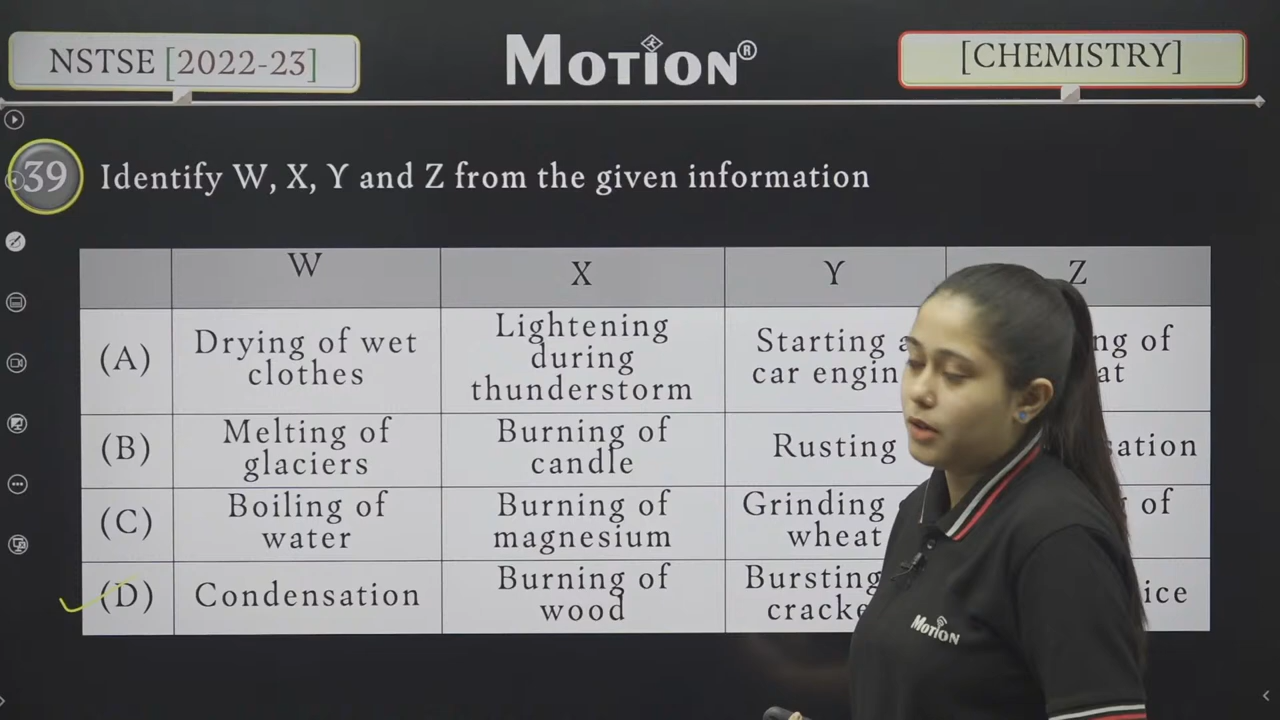 NSTSE [2022-23]
MOTION®
[CHEMISTRY]
39 Identify W, X, Y and Z from the given information
W X Y Z
(A)
Drying of wet
clothes
Lightening
during
thunderstorm
Starting
car
of
(B)
Melting of
glaciers
Burning of
candle
Rusting
(C)
Boiling of
water
Burning of
magnesium
Grinding
wheat
of
(D)
Condensation
Burning of
wood
Bursting
MOTION